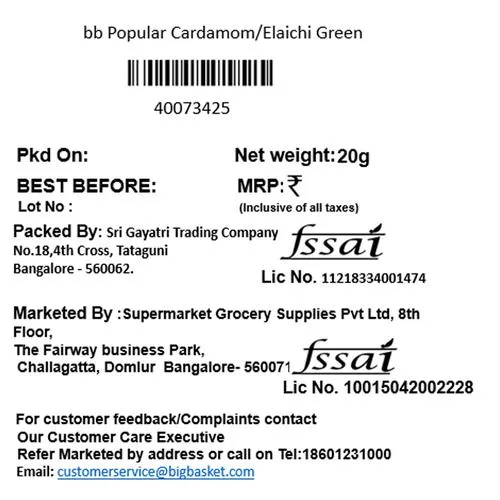 bb Popular Cardamom/Elaichi Green
40073425
Pkd On: Net weight:20g
BEST BEFORE: MRP:₹
Lot No : (Inclusive of all taxes)
Packed By: Sri Gayatri Trading Company fssai
No.18,4th Cross, Tataguni
Bangalore - 560062.
Lic No. 11218334001474
Marketed By :Supermarket Grocery Supplies Pvt Ltd, 8th
Floor,
The Fairway business Park, fssai
Challagatta, Domlur Bangalore- 560071
Lic No. 10015042002228
For customer feedback/Complaints contact
Our Customer Care Executive
Refer Marketed by address or call on Tel:18601231000
Email: customerservice@bigbasket.com